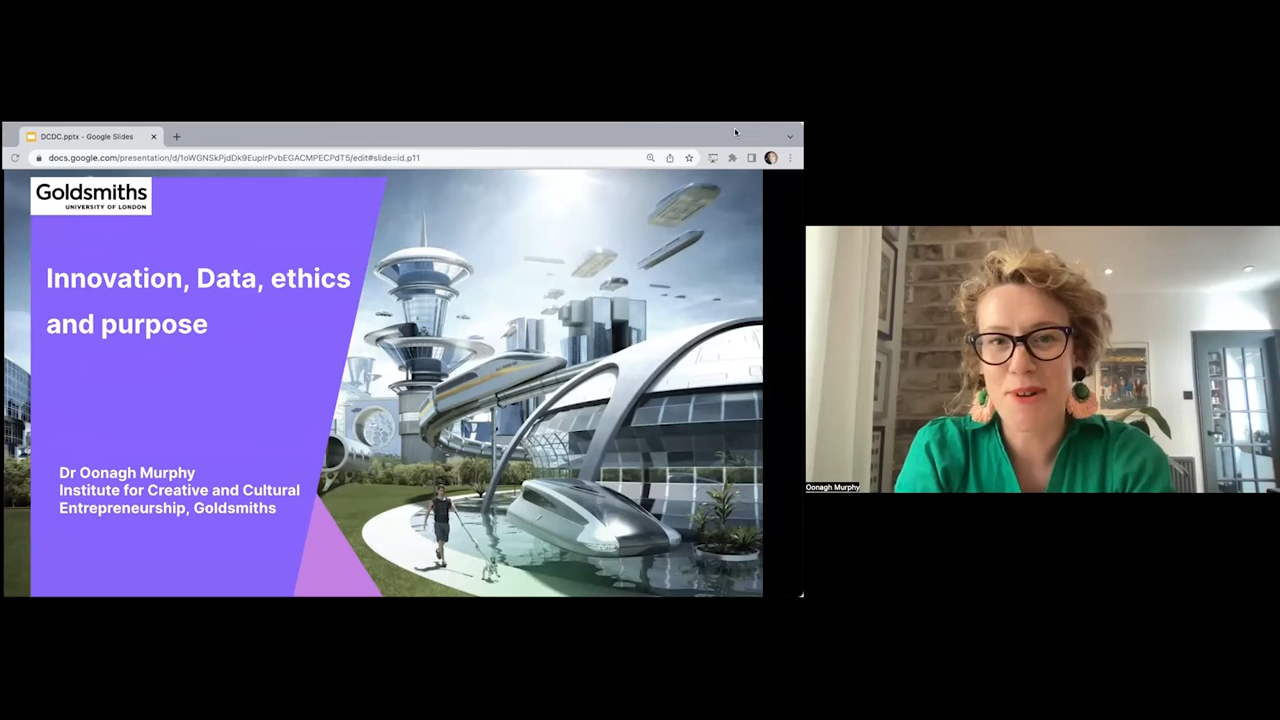 DCDC.pptx - Google Slides
docs.google.com/presentation/d/1oWGNSkPjdDk9EuplrPvbEGACMPECPdT5/edit#slide=id.p11
Goldsmiths
UNIVERSITY OF LONDON
Innovation, Data, ethics
and purpose
Dr Oonagh Murphy
Institute for Creative and Cultural
Entrepreneurship, Goldsmiths
Oonagh Murphy